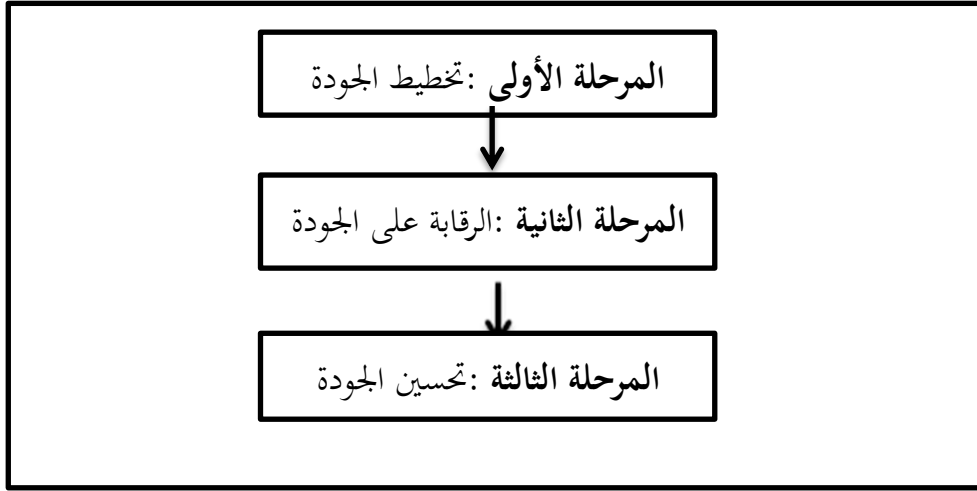 المرحلة الأولى :تخطيط الجودة
المرحلة الثانية :الرقابة على الجودة
المرحلة الثالثة :تحسين الجودة